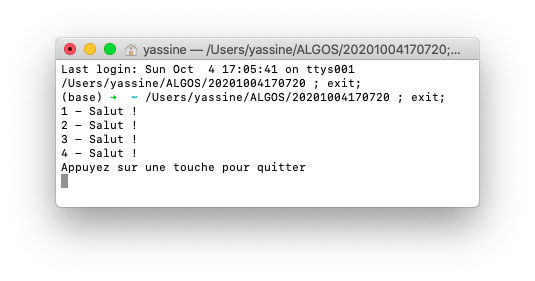 yassine — /Users/yassine/ALGOS/20201004170720;...
Last login: Sun Oct  4 17:05:41 on ttys001
/Users/yassine/ALGOS/20201004170720 ; exit;
(base) ➜  ~ /Users/yassine/ALGOS/20201004170720 ; exit;
1 - Salut !
2 - Salut !
3 - Salut !
4 - Salut !
Appuyez sur une touche pour quitter